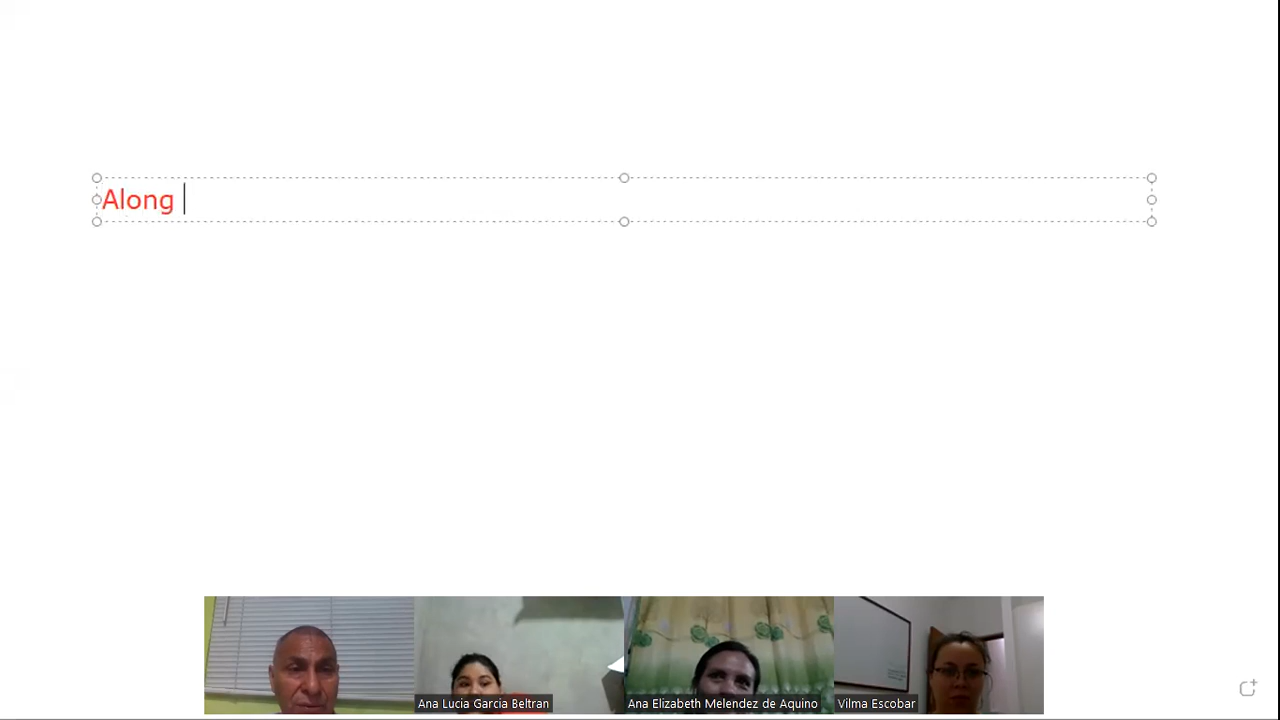 Along
Ana Lucia Garcia Beltran
Ana Elizabeth Melendez de Aquino
Vilma Escobar